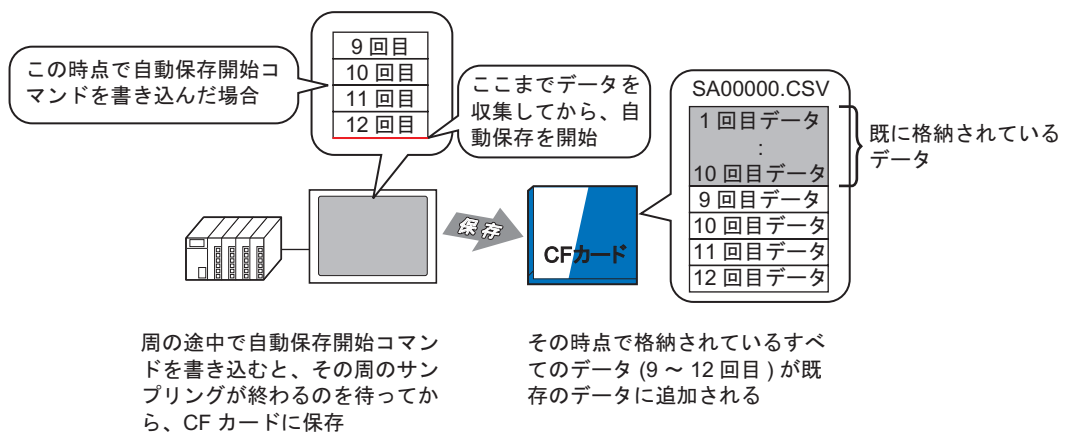 この時点で自動保存開始コ
マンドを書き込んだ場合
9 回目
10 回目
11 回目
12 回目
ここまでデータを
収集してから、自
動保存を開始
保存
CFカード
SA00000.CSV
1 回目データ
:
10 回目データ
9 回目データ
10 回目データ
11 回目データ
12 回目データ
既に格納されている
データ
周の途中で自動保存開始コマン
ドを書き込むと、その周のサン
プリングが終わるのを待ってか
ら、CF カードに保存
その時点で格納されているすべ
てのデータ (9 ～ 12 回目 ) が既
存のデータに追加される